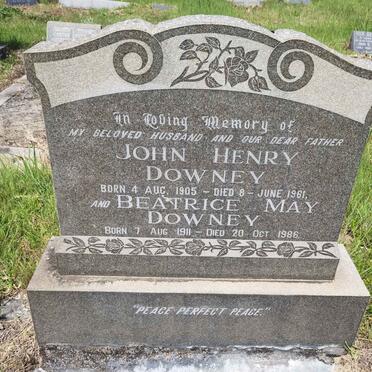 In Loving Memory of
MY BELOVED HUSBAND AND OUR DEAR FATHER
JOHN HENRY
DOWNEY
BORN 4 AUG. 1905 – DIED 8 – JUNE 1961.
AND BEATRICE MAY
DOWNEY
BORN 7 AUG 1911 – DIED 20 OCT 1986.
"PEACE PERFECT PEACE."